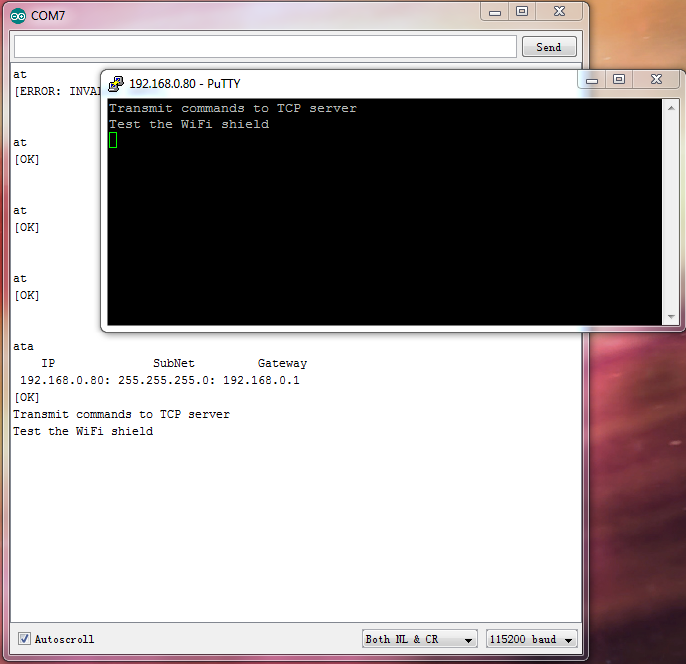 COM7
Send
at
[ERROR:
192.168.0.80 - PuTTY
Transmit commands to TCP server
Test the WiFi shield
at
[OK]
at
[OK]
at
[OK]
ata
IP SubNet Gateway
192.168.0.80: 255.255.255.0: 192.168.0.1
[OK]
Transmit commands to TCP server
Test the WiFi shield
Autoscroll
Both NL & CR
115200 baud